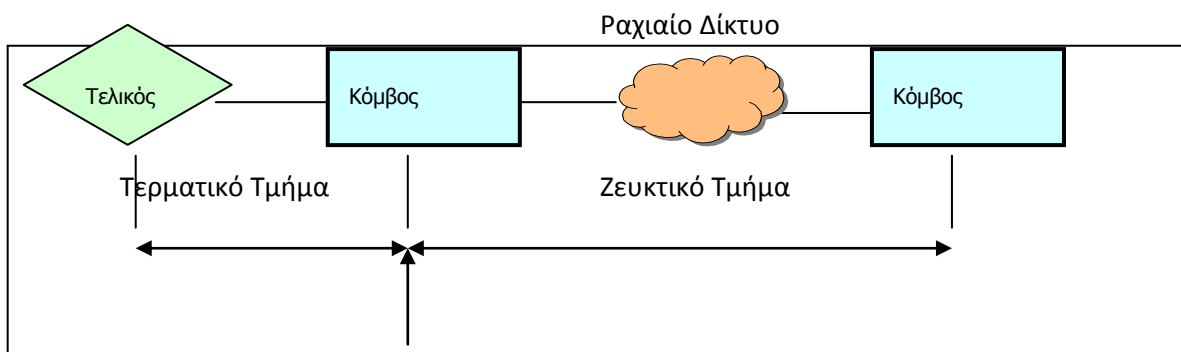 Ραχιαίο Δίκτυο
Τελικός
Κόμβος
Κόμβος
Τερματικό Τμήμα
Ζευκτικό Τμήμα